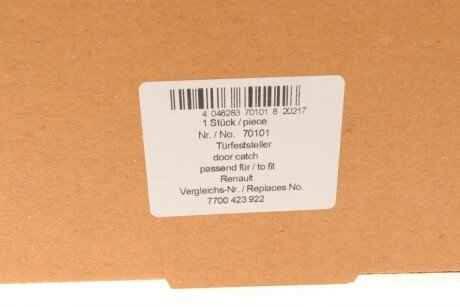 4 046283 70101 8 20217
1 Stück / piece
Nr. / No. 70101
Türfeststeller
door catch
passend für / to fit
Renault
Vergleichs-Nr. / Replaces No.
7700 423 922